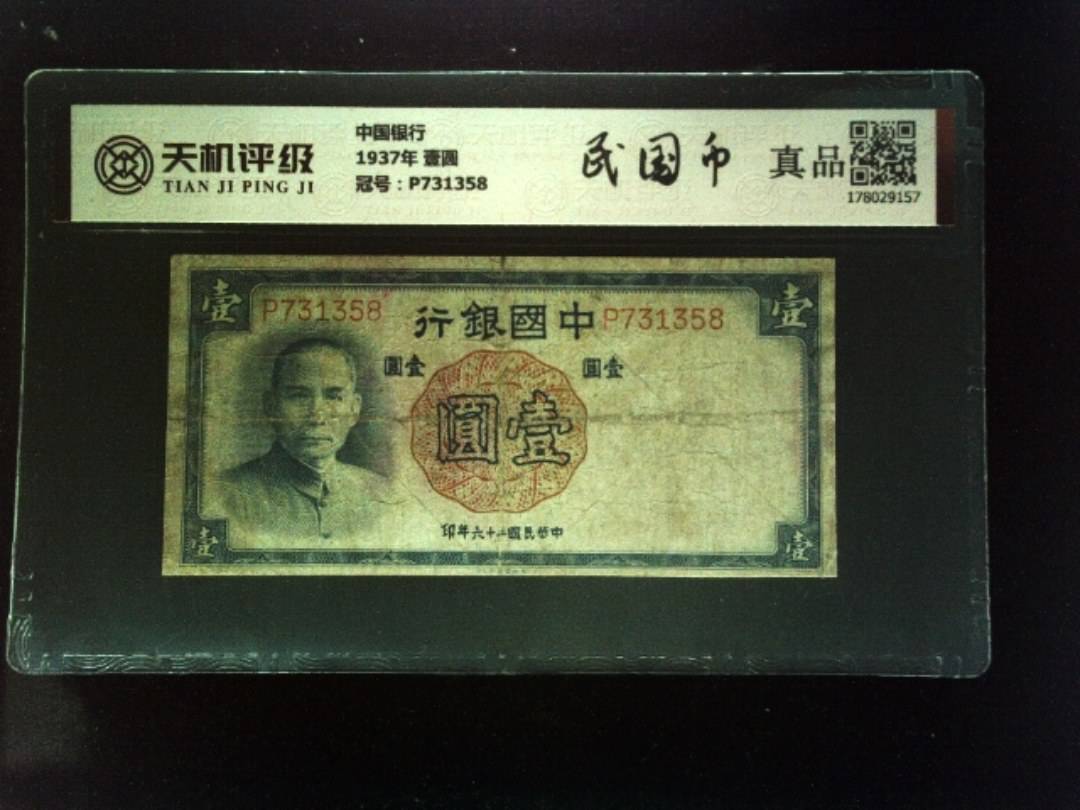 天机评级
TIAN JI PING JI
中国银行
1937年 壹圆
冠号：P731358
民国币
真品
178029157
壹
壹
P731358
行銀國中
P731358
圓壹
圓壹
圓壹
印年六十二國民華中
壹
壹